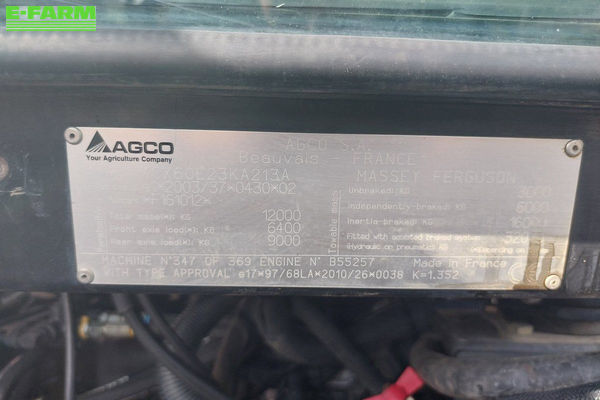 E-FARM
AGCO
Your Agriculture Company
AGCO S.A.
Beauvais FRANCE
60E23KA213A MASSEY FERGUSON
2003/37*0430*02
Unbraked: KG 3000
Independently-braked: KG 6000
Inertia-braked: KG
Fitted with assisted braking system
(hydraulic or pneumatic) KG
Towable mass
Total mass(es) KG 12000
Front axle load(s): KG 6400
Rear axle load(s): KG 9000
MACHINE N°347 OF 369 ENGINE N° B55257 Made in France
WITH TYPE APPROVAL e17*97/68LA*2010/26*0038 K=1.352